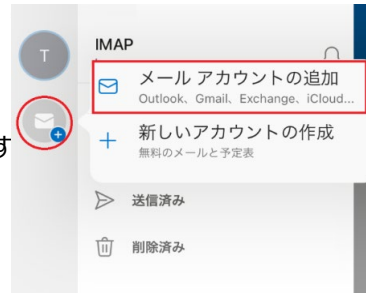 T
IMAP
メール アカウントの追加
Outlook、Gmail、Exchange、iCloud...
す
新しいアカウントの作成
無料のメールと予定表
送信済み
削除済み